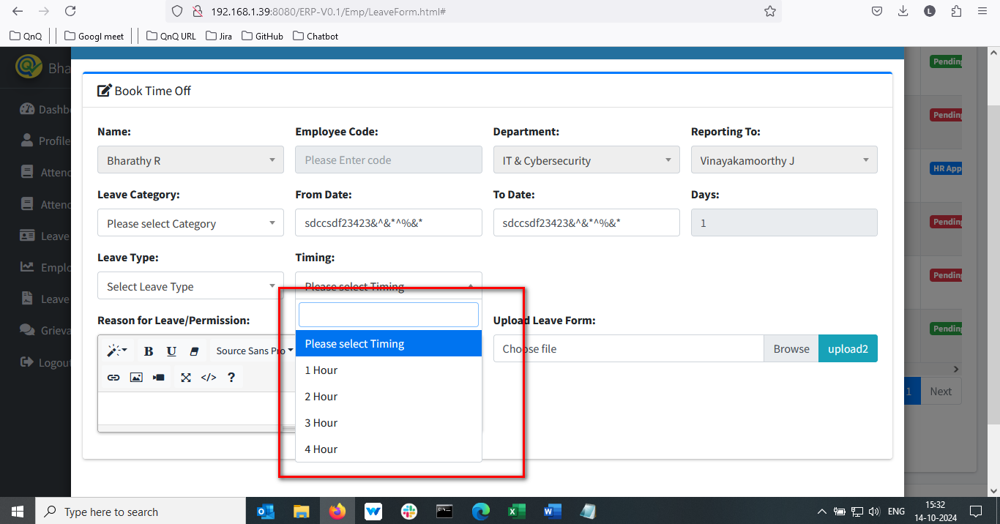 192.168.1.39:8080/ERP-V0.1/Emp/LeaveForm.html#
L
QnQ
Googl meet
QnQ URL
Jira
GitHub
Chatbot
Bha
Dashb
Profile
Attend
Attend
Leave
Emplo
Leave
Grieva
Logout
Book Time Off
Name:
Employee Code:
Department:
Reporting To:
Bharathy R
Please Enter code
IT & Cybersecurity
Vinayakamoorthy J
Leave Category:
From Date:
To Date:
Days:
Please select Category
sdccsdf23423&^&*^%&*
sdccsdf23423&^&*^%&*
1
Leave Type:
Timing:
Select Leave Type
Please select Timing
Reason for Leave/Permission:
Upload Leave Form:
B
U
Source Sans Pro
</>
?
Please select Timing
1 Hour
2 Hour
3 Hour
4 Hour
Choose file
Browse
upload2
Pending
Pending
HR App
Pending
Pending
Pending
1
Next
Type here to search
ENG
15:32
14-10-2024